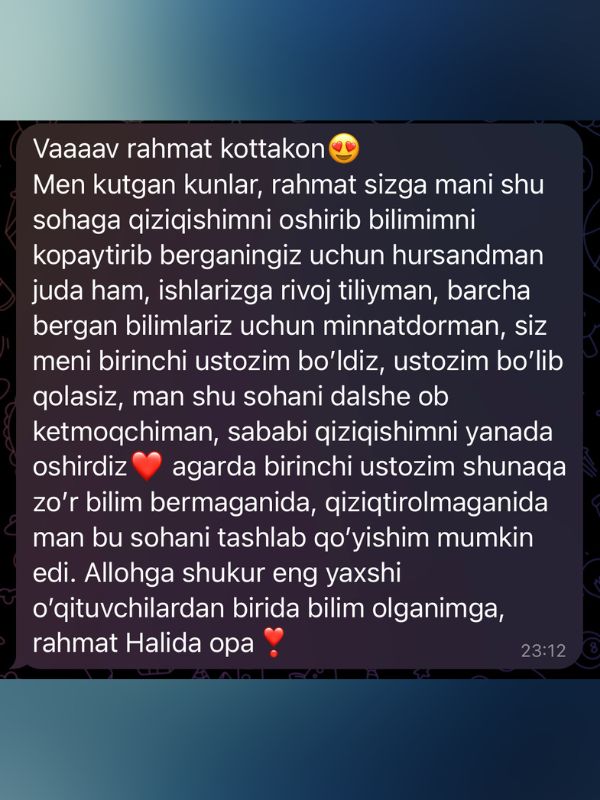 Vaaaav rahmat kottakon😍
Men kutgan kunlar, rahmat sizga mani shu
sohaga qiziqishimni oshirib bilimimni
kopaytirib berganingiz uchun hursandman
juda ham, ishlarizga rivoj tiliyman, barcha
bergan bilimlariz uchun minnatdorman, siz
meni birinchi ustozim bo’ldiz, ustozim bo’lib
qolasiz, man shu sohani dalshe ob
ketmoqchiman, sababi qiziqishimni yanada
oshirdiz❤️ agarda birinchi ustozim shunaqa
zo’r bilim bermaganida, qiziqtirolmaganida
man bu sohani tashlab qo’yishim mumkin
edi. Allohga shukur eng yaxshi
o’qituvchilardan birida bilim olganimga,
rahmat Halida opa ❣️
23:12